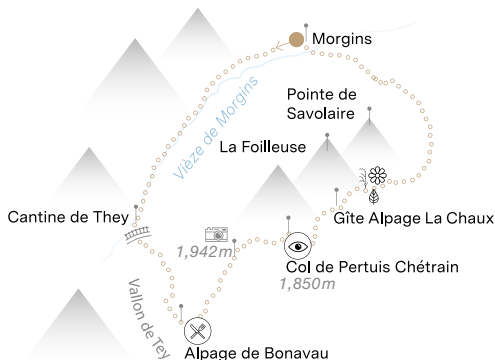 Morgins
Pointe de
Savolaire
Vièze de Morgins
La Foilleuse
Cantine de They
Gîte Alpage La Chaux
1,942m
Col de Pertuis Chétrain
1,850m
Vallon de Tey
Alpage de Bonavau